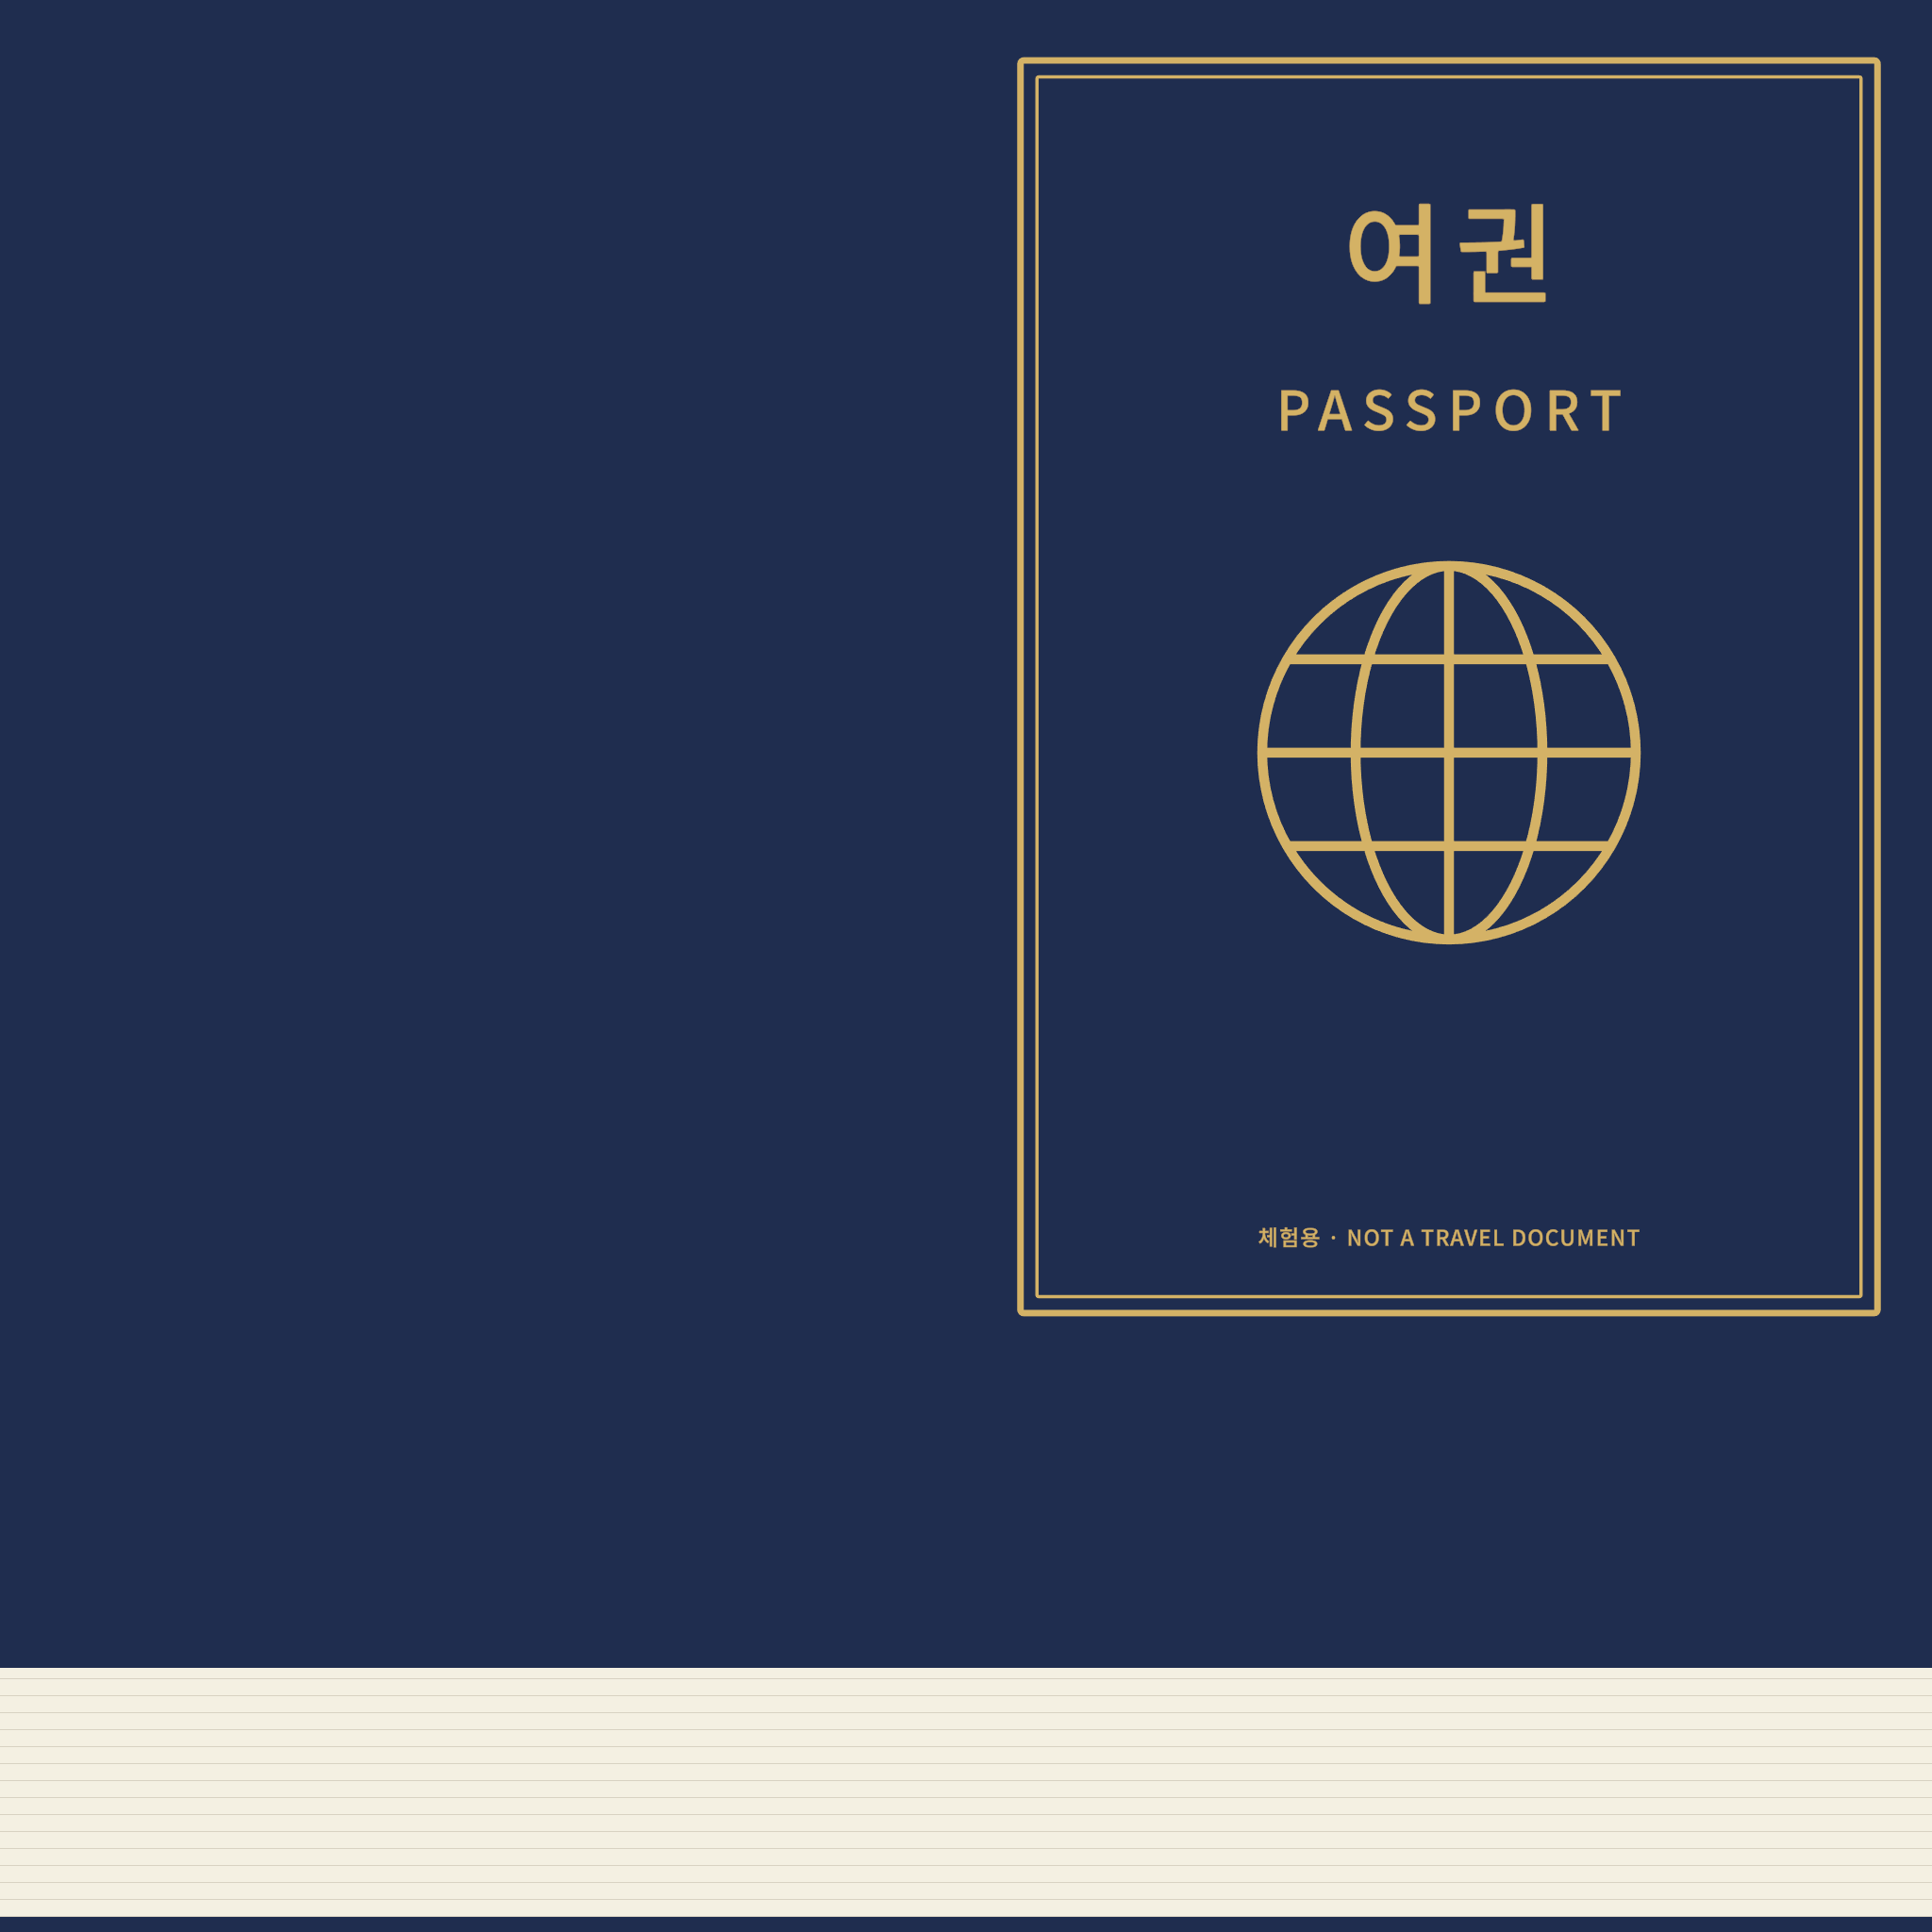 여권
PASSPORT
체험용 · NOT A TRAVEL DOCUMENT